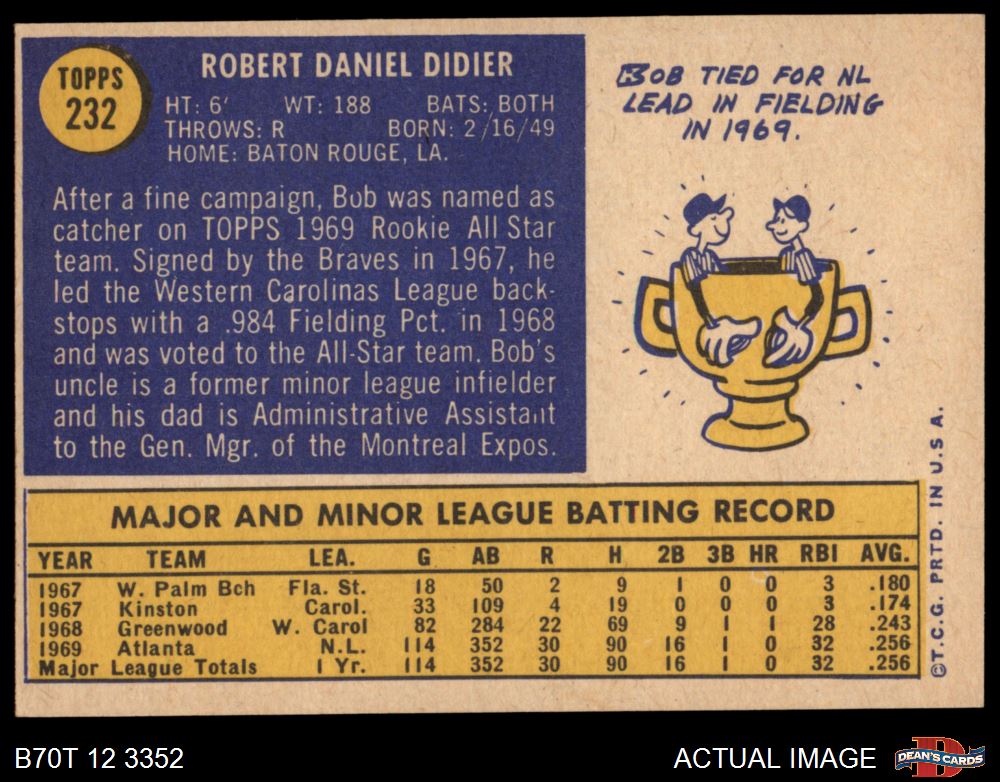 TOPPS
232
ROBERT DANIEL DIDIER
HT: 6' WT: 188 BATS: BOTH
THROWS: R BORN: 2/16/49
HOME: BATON ROUGE, LA.
After a fine campaign, Bob was named as
catcher on TOPPS 1969 Rookie All Star
team. Signed by the Braves in 1967, he
led the Western Carolinas League back-
stops with a .984 Fielding Pct. in 1968
and was voted to the All-Star team. Bob's
uncle is a former minor league infielder
and his dad is Administrative Assistant
to the Gen. Mgr. of the Montreal Expos.
BOB TIED FOR NL
LEAD IN FIELDING
IN 1969.
MAJOR AND MINOR LEAGUE BATTING RECORD
YEAR TEAM LEA. G AB R H 2B 3B HR RBI AVG.
1967 W. Palm Bch Fla. St. 18 50 2 9 1 0 0 3 .180
1967 Kinston Carol. 33 109 4 19 0 0 0 3 .174
1968 Greenwood W. Carol 82 284 22 69 9 1 1 28 .243
1969 Atlanta N.L. 114 352 30 90 16 1 0 32 .256
Major League Totals 1 Yr. 114 352 30 90 16 1 0 32 .256
©T.C.G. PRTD. IN U.S.A.
B70T 12 3352
ACTUAL IMAGE
DEAN'S CARDS